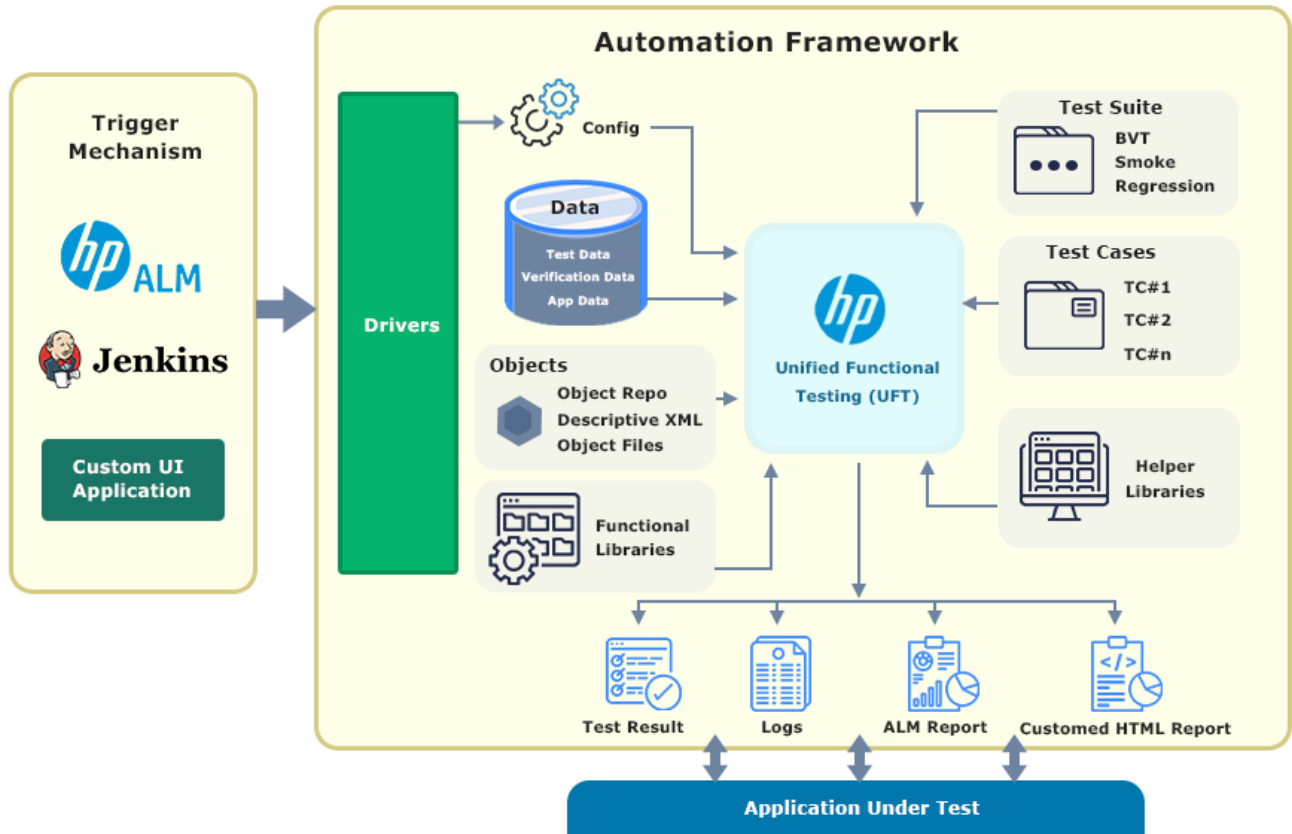 Automation Framework
Trigger
Mechanism
hp
ALM
Jenkins
Custom UI
Application
Drivers
Config
Data
Test Data
Verification Data
App Data
Objects
Object Repo
Descriptive XML
Object Files
Functional
Libraries
hp
Unified Functional
Testing (UFT)
Test Suite
BVT
Smoke
Regression
Test Cases
TC#1
TC#2
TC#n
Helper
Libraries
</>
Test Result
Logs
ALM Report
Customed HTML Report
Application Under Test